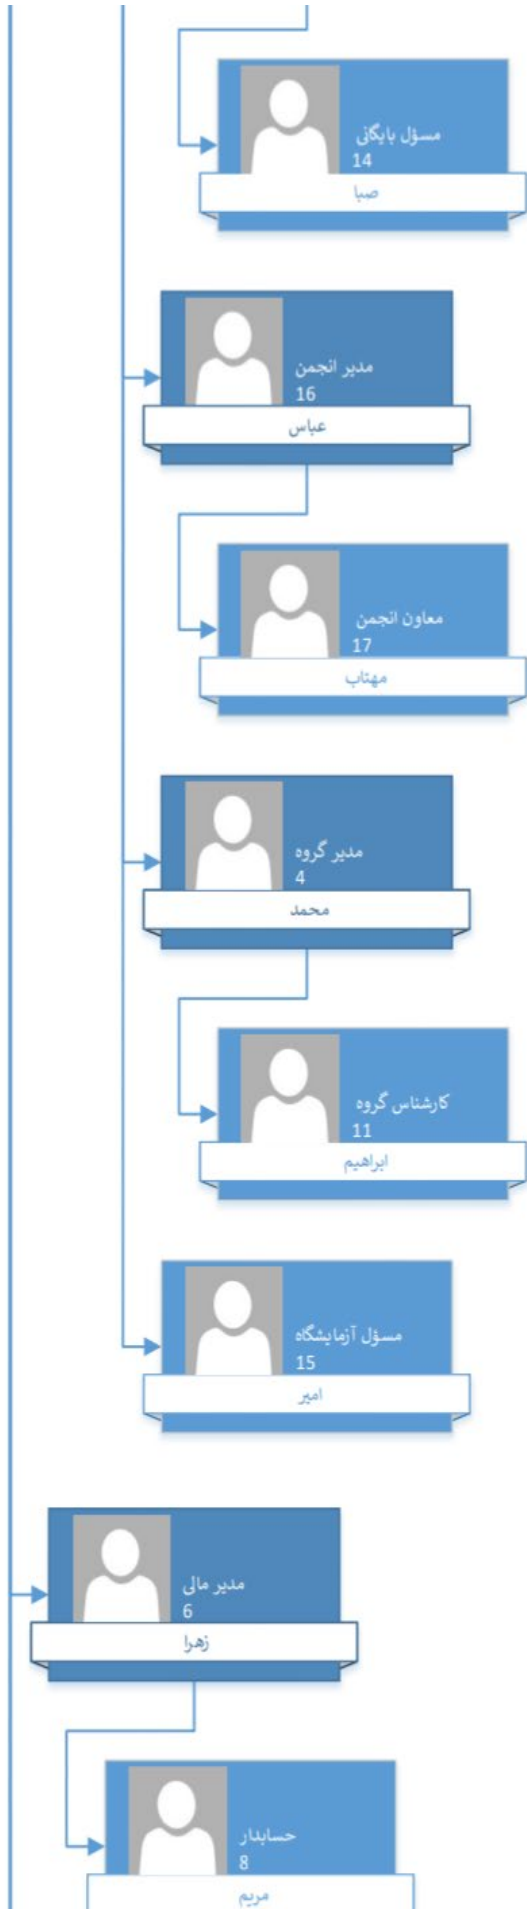 مسؤل بایگانی
14
صبا
مدیر انجمن
16
عباس
معاون انجمن
17
مهتاب
مدیر گروه
4
محمد
کارشناس گروه
11
ابراهیم
مسؤل آزمایشگاه
15
امیر
مدیر مالی
6
زهرا
حسابدار
8
مریم